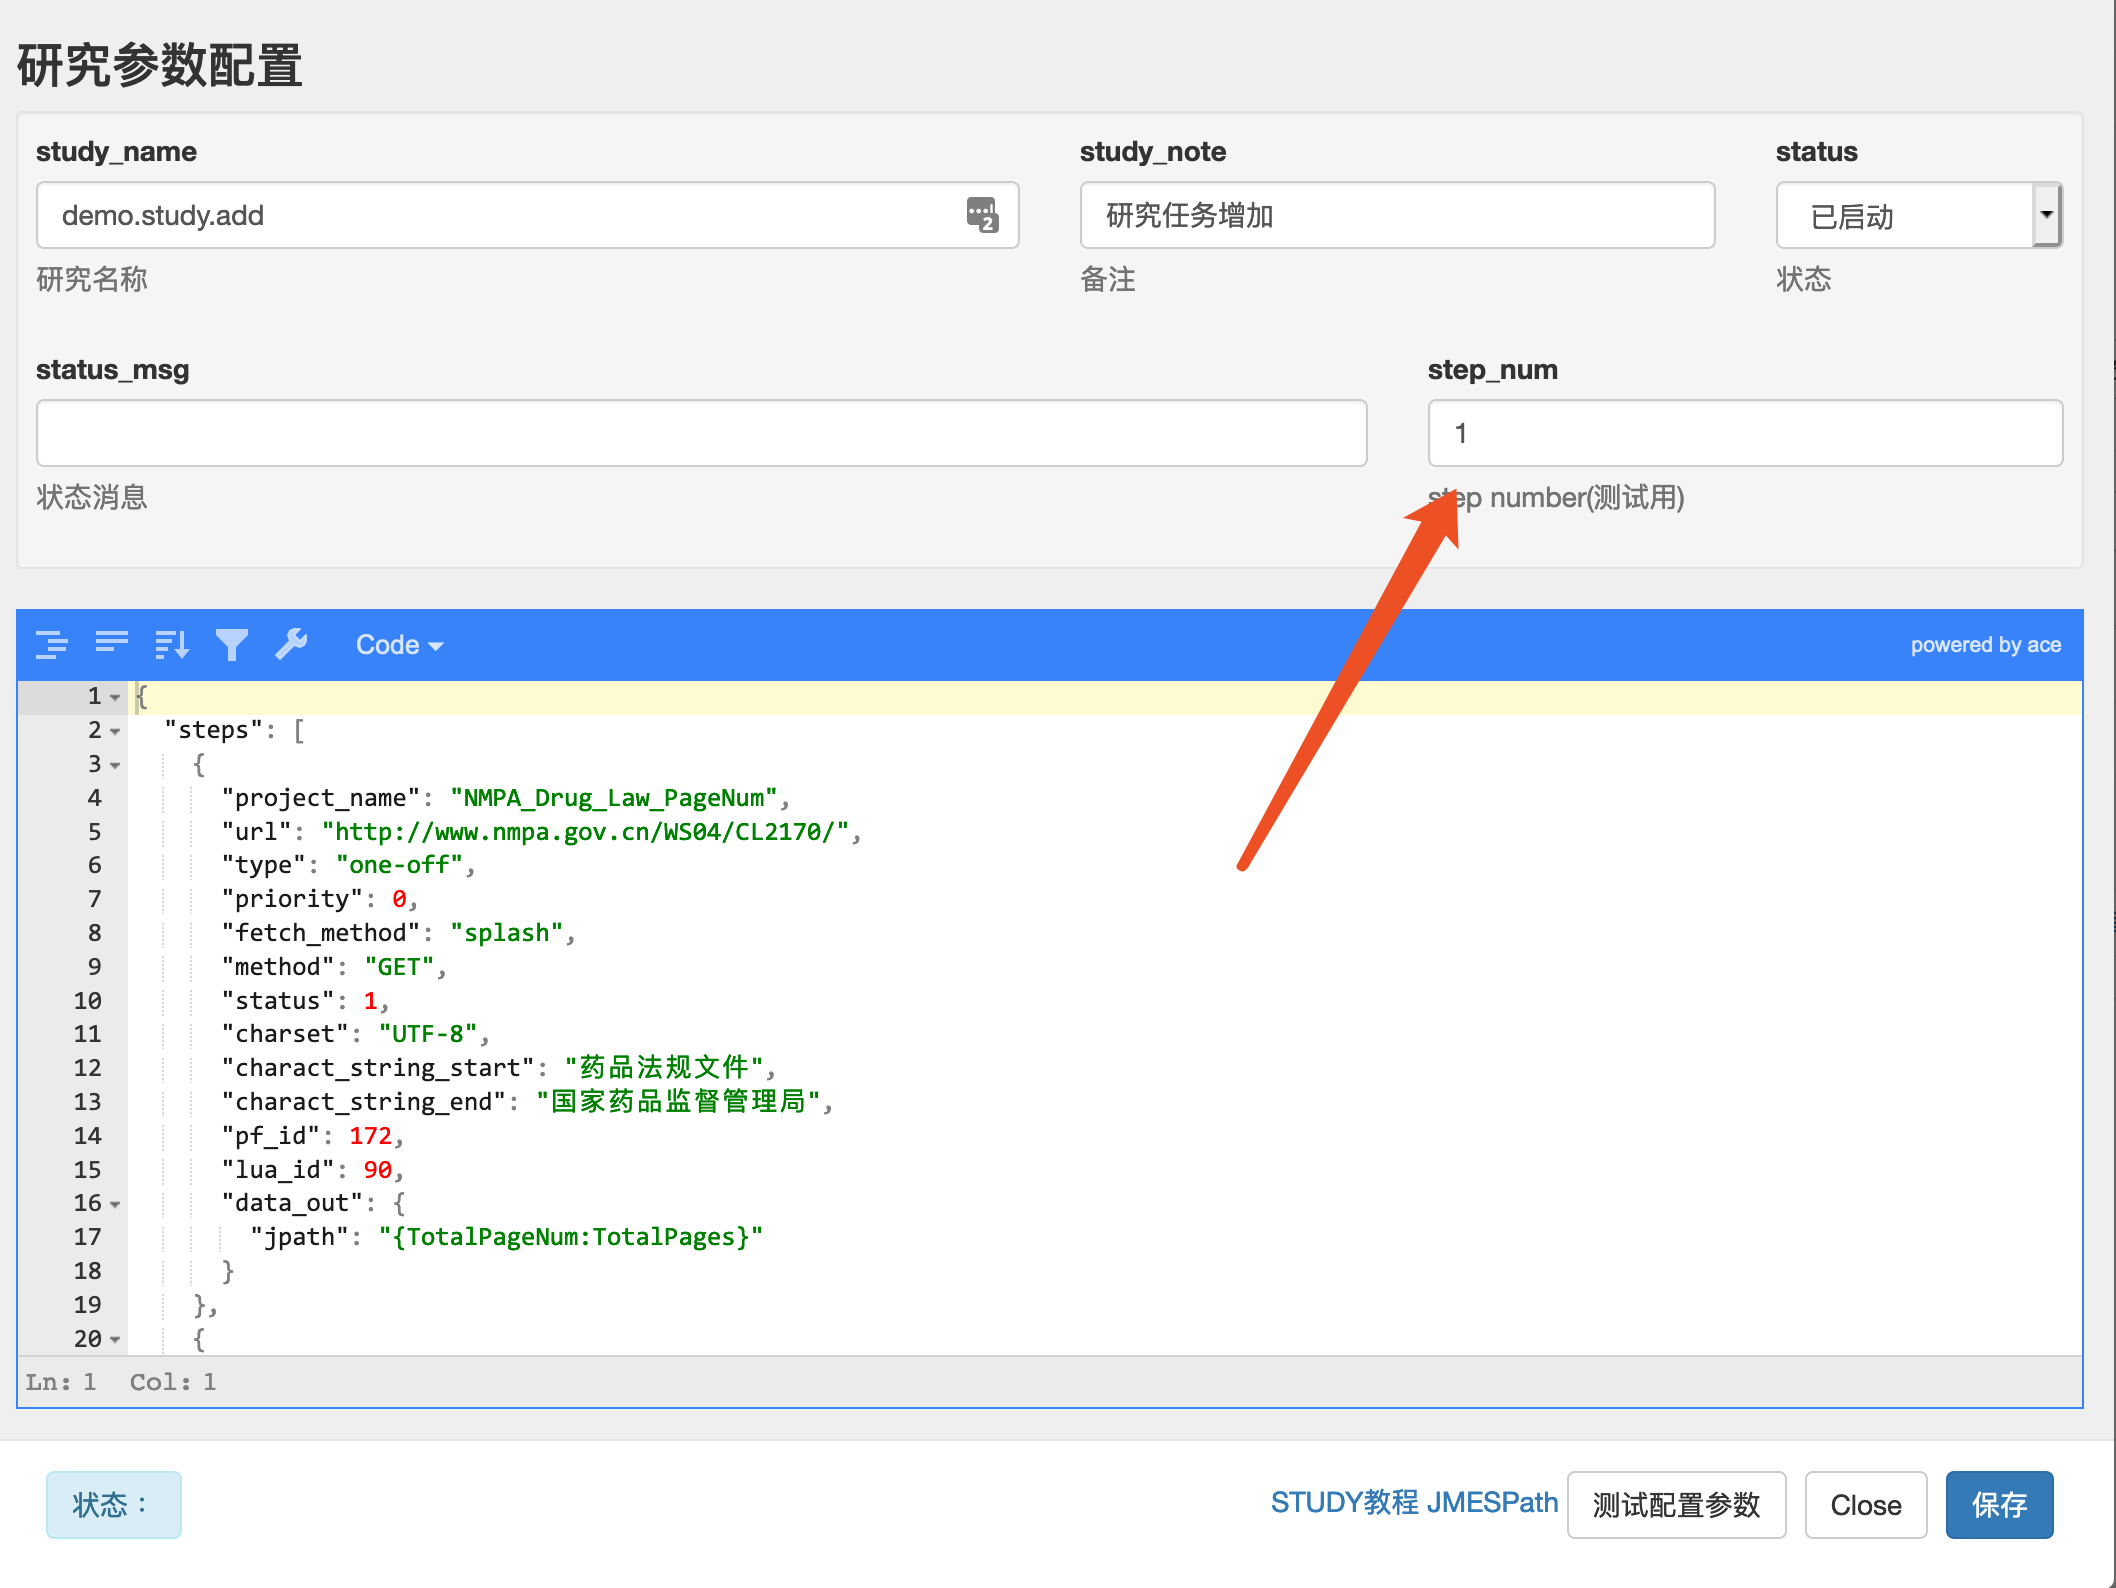 研究参数配置
study_name
study_note
status
demo.study.add
2
研究任务增加
已启动
研究名称
备注
状态
status_msg
step_num
1
状态消息
step number(测试用)
Code
powered by ace
1 {
2 "steps": [
3 {
4 "project_name": "NMPA_Drug_Law_PageNum",
5 "url": "http://www.nmpa.gov.cn/WS04/CL2170/",
6 "type": "one-off",
7 "priority": 0,
8 "fetch_method": "splash",
9 "method": "GET",
10 "status": 1,
11 "charset": "UTF-8",
12 "charact_string_start": "药品法规文件",
13 "charact_string_end": "国家药品监督管理局",
14 "pf_id": 172,
15 "lua_id": 90,
16 "data_out": {
17 "jpath": "{TotalPageNum:TotalPages}"
18 }
19 },
20 {
Ln: 1 Col: 1
状态：
STUDY教程 JMESPath
测试配置参数
Close
保存